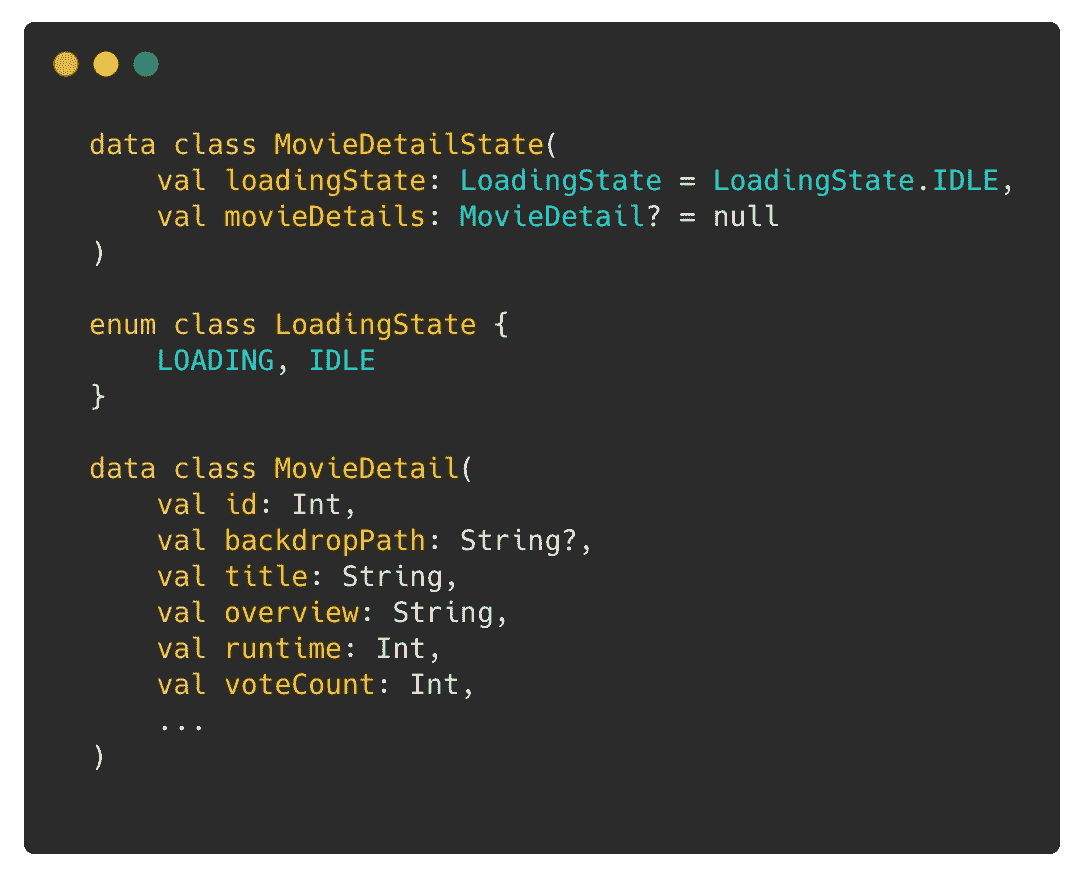 data class MovieDetailState(
    val loadingState: LoadingState = LoadingState.IDLE,
    val movieDetails: MovieDetail? = null
)
enum class LoadingState {
    LOADING, IDLE
}
data class MovieDetail(
    val id: Int,
    val backdropPath: String?,
    val title: String,
    val overview: String,
    val runtime: Int,
    val voteCount: Int,
    ...
)